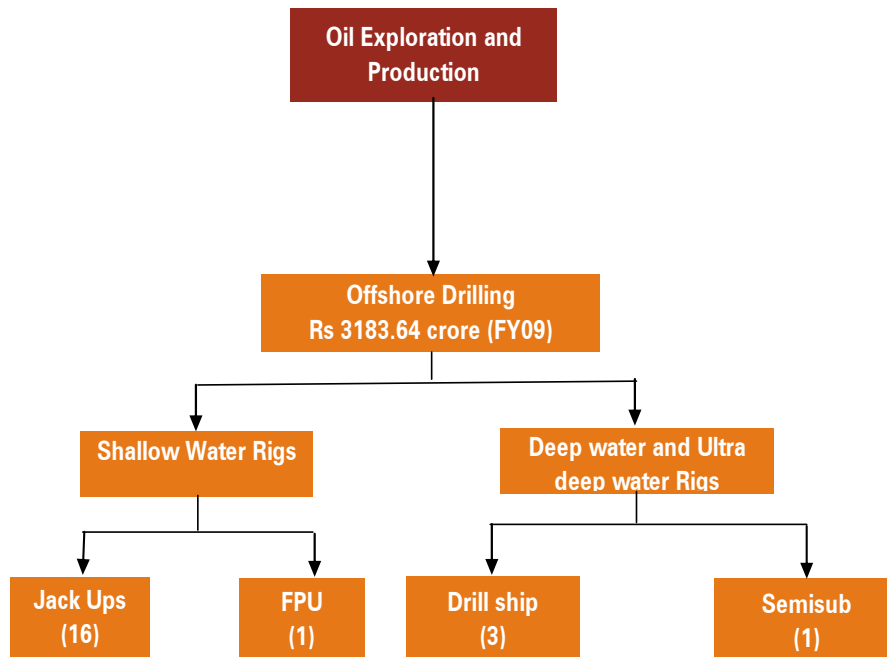 Oil Exploration and
Production
Offshore Drilling
Rs 3183.64 crore (FY09)
Shallow Water Rigs
Deep water and Ultra
deep water Rigs
Jack Ups
(16)
FPU
(1)
Drill ship
(3)
Semisub
(1)